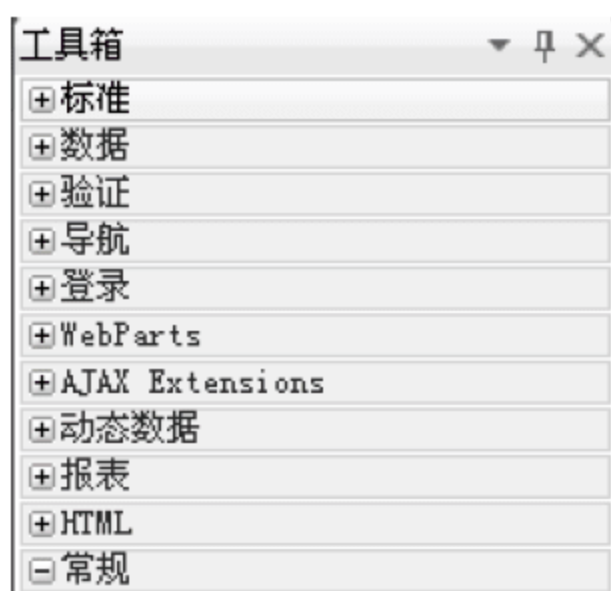 工具箱
标准
数据
验证
导航
登录
WebParts
AJAX Extensions
动态数据
报表
HTML
常规